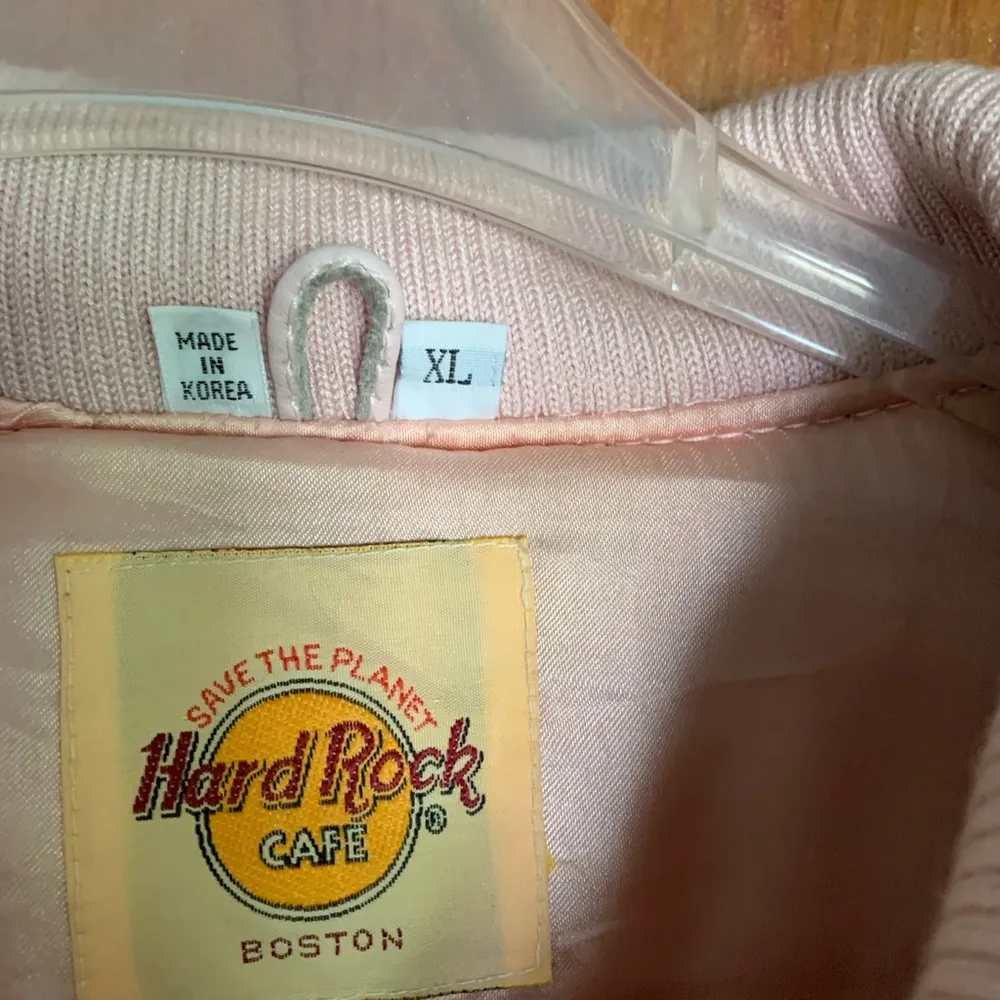 MADE
IN
KOREA
XL
SAVE THE PLANET
Hard Rock
CAFE
®
BOSTON